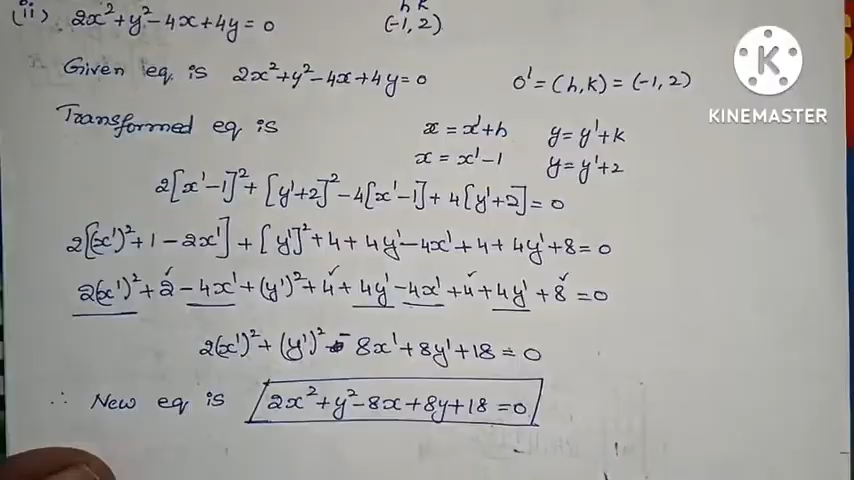 (ii) 2x² + y² - 4x + 4y = 0
h, k
(-1, 2)
Given eq. is 2x² + y² - 4x + 4y = 0
O' = (h, k) = (-1, 2)
Transformed eq is
x = x' + h y = y' + k
x = x' - 1 y = y' + 2
2[x' - 1]² + [y' + 2]² - 4[x' - 1] + 4[y' + 2] = 0
2[(x')² + 1 - 2x'] + [y']² + 4 + 4y' - 4x' + 4 + 4y' + 8 = 0
2(x')² + 2 - 4x' + (y')² + 4 + 4y' - 4x' + 4 + 4y' + 8 = 0
2(x')² + (y')² - 8x' + 8y' + 18 = 0
∴ New eq is 2x² + y² - 8x + 8y + 18 = 0
K
KINEMASTER